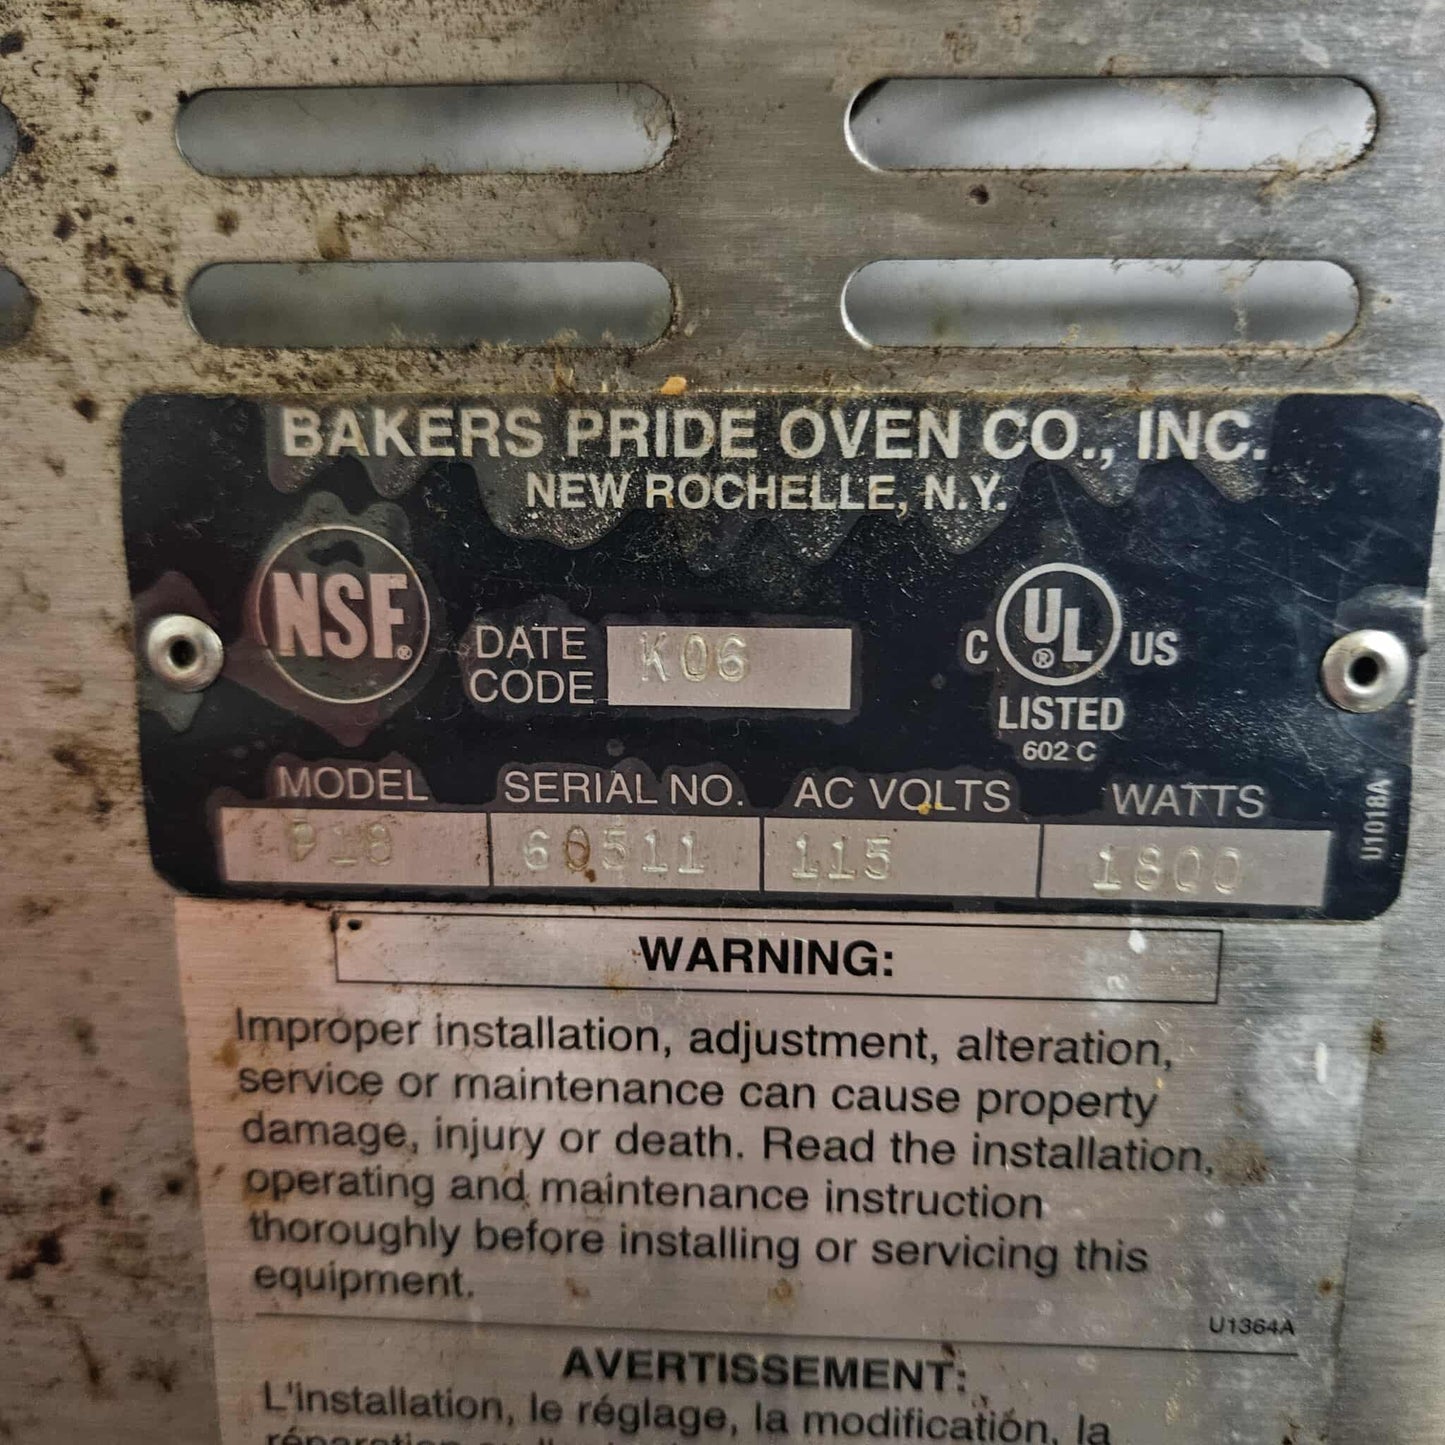 BAKERS PRIDE OVEN CO., INC.
NEW ROCHELLE, N.Y.
NSF®
DATE CODE K06
C UL® US
LISTED
602 C
MODEL SERIAL NO. AC VOLTS WATTS
P18 60511 115 1800
U1018A
WARNING:
Improper installation, adjustment, alteration,
service or maintenance can cause property
damage, injury or death. Read the installation,
operating and maintenance instruction
thoroughly before installing or servicing this
equipment.
U1364A
AVERTISSEMENT:
L'installation, le réglage, la modification, la